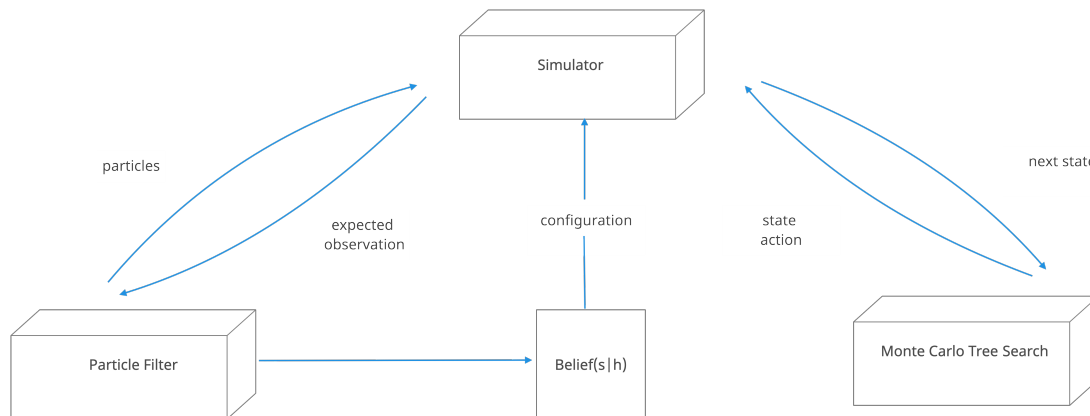 Simulator
particles
next state
expected
observation
configuration
state
action
Particle Filter
Belief(s|h)
Monte Carlo Tree Search